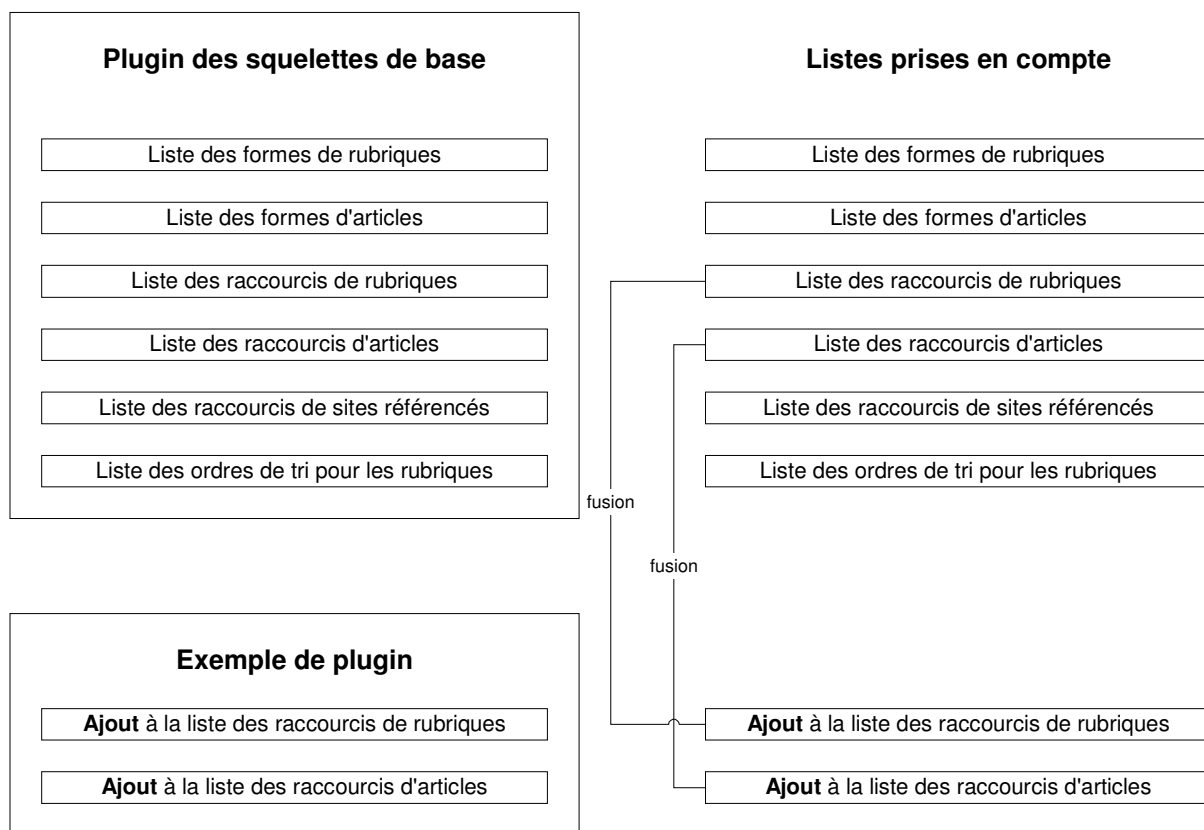 Plugin des squelettes de base
Liste des formes de rubriques
Liste des formes d'articles
Liste des raccourcis de rubriques
Liste des raccourcis d'articles
Liste des raccourcis de sites référencés
Liste des ordres de tri pour les rubriques
Listes prises en compte
Liste des formes de rubriques
Liste des formes d'articles
Liste des raccourcis de rubriques
Liste des raccourcis d'articles
Liste des raccourcis de sites référencés
Liste des ordres de tri pour les rubriques
fusion
fusion
Exemple de plugin
Ajout à la liste des raccourcis de rubriques
Ajout à la liste des raccourcis d'articles
Ajout à la liste des raccourcis de rubriques
Ajout à la liste des raccourcis d'articles